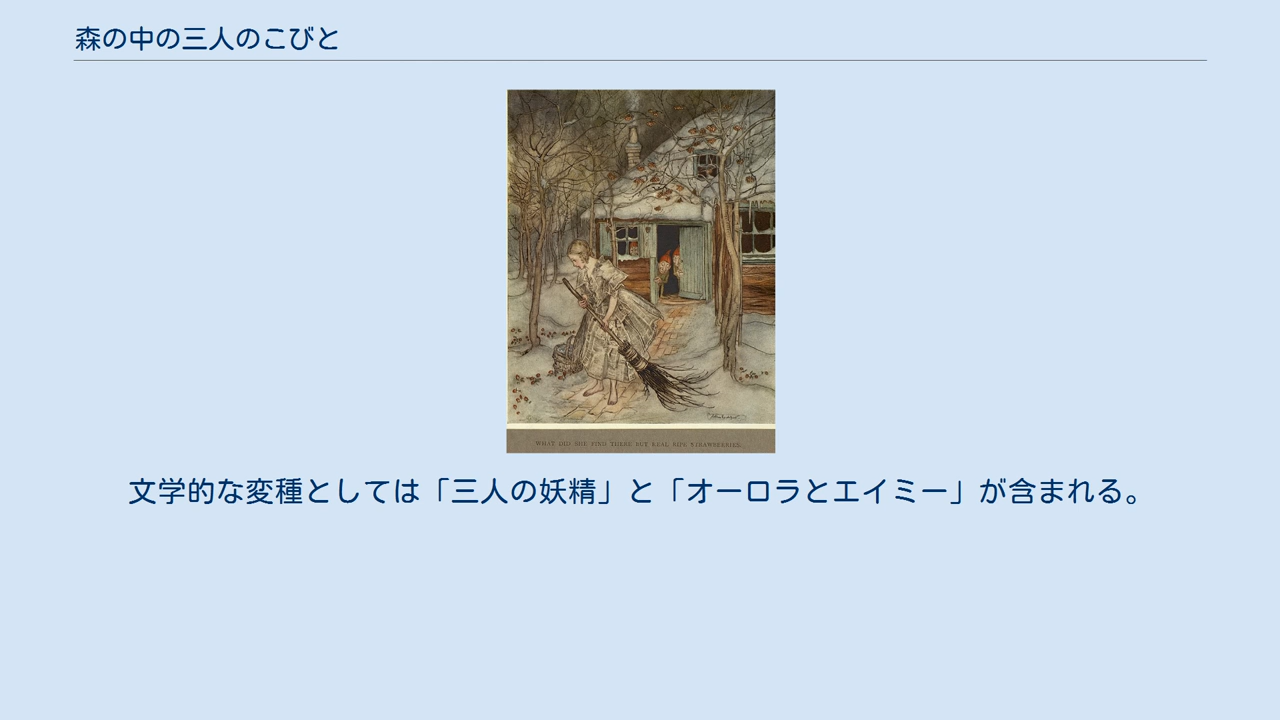 森の中の三人のこびと
WHAT DID SHE FIND THERE BUT REAL RIPE STRAWBERRIES.
文学的な変種としては「三人の妖精」と「オーロラとエイミー」が含まれる。